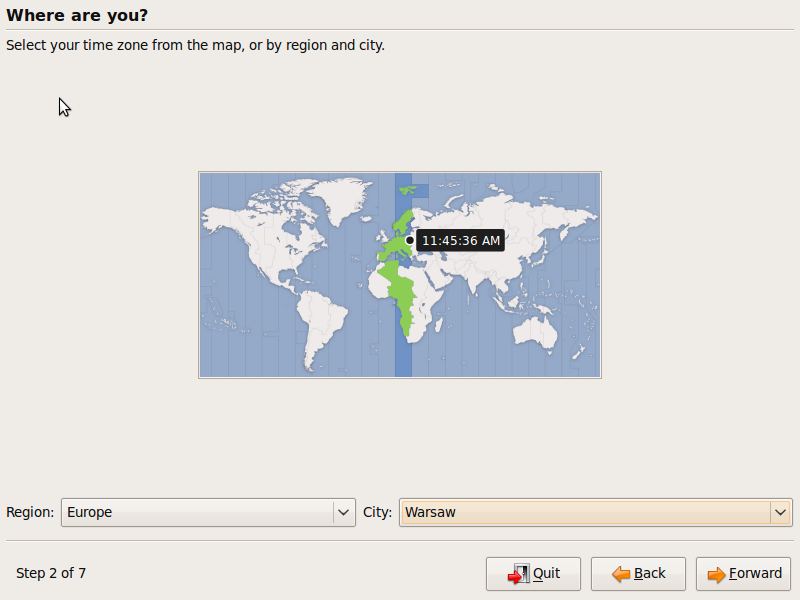 Where are you?
Select your time zone from the map, or by region and city.
11:45:36 AM
Region: Europe City: Warsaw
Step 2 of 7 Quit Back Forward